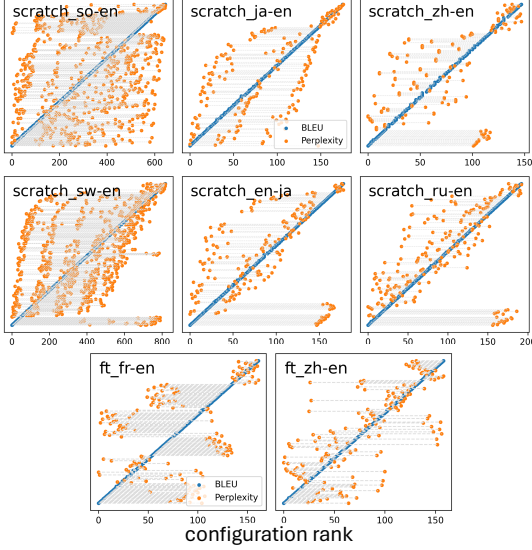 scratch_so-en
scratch_ja-en
scratch_zh-en
BLEU
Perplexity
0 200 400 600
0 50 100 150
0 50 100 150
scratch_sw-en
scratch_en-ja
scratch_ru-en
0 200 400 600 800
0 50 100 150
0 50 100 150 200
ft_fr-en
ft_zh-en
BLEU
Perplexity
0 50 100 150
0 50 100 150
configuration rank